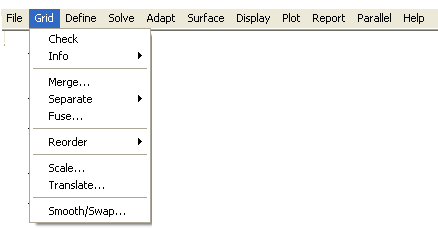 File Grid Define Solve Adapt Surface Display Plot Report Parallel Help
Check
Info
Merge...
Separate
Fuse...
Reorder
Scale...
Translate...
Smooth/Swap...